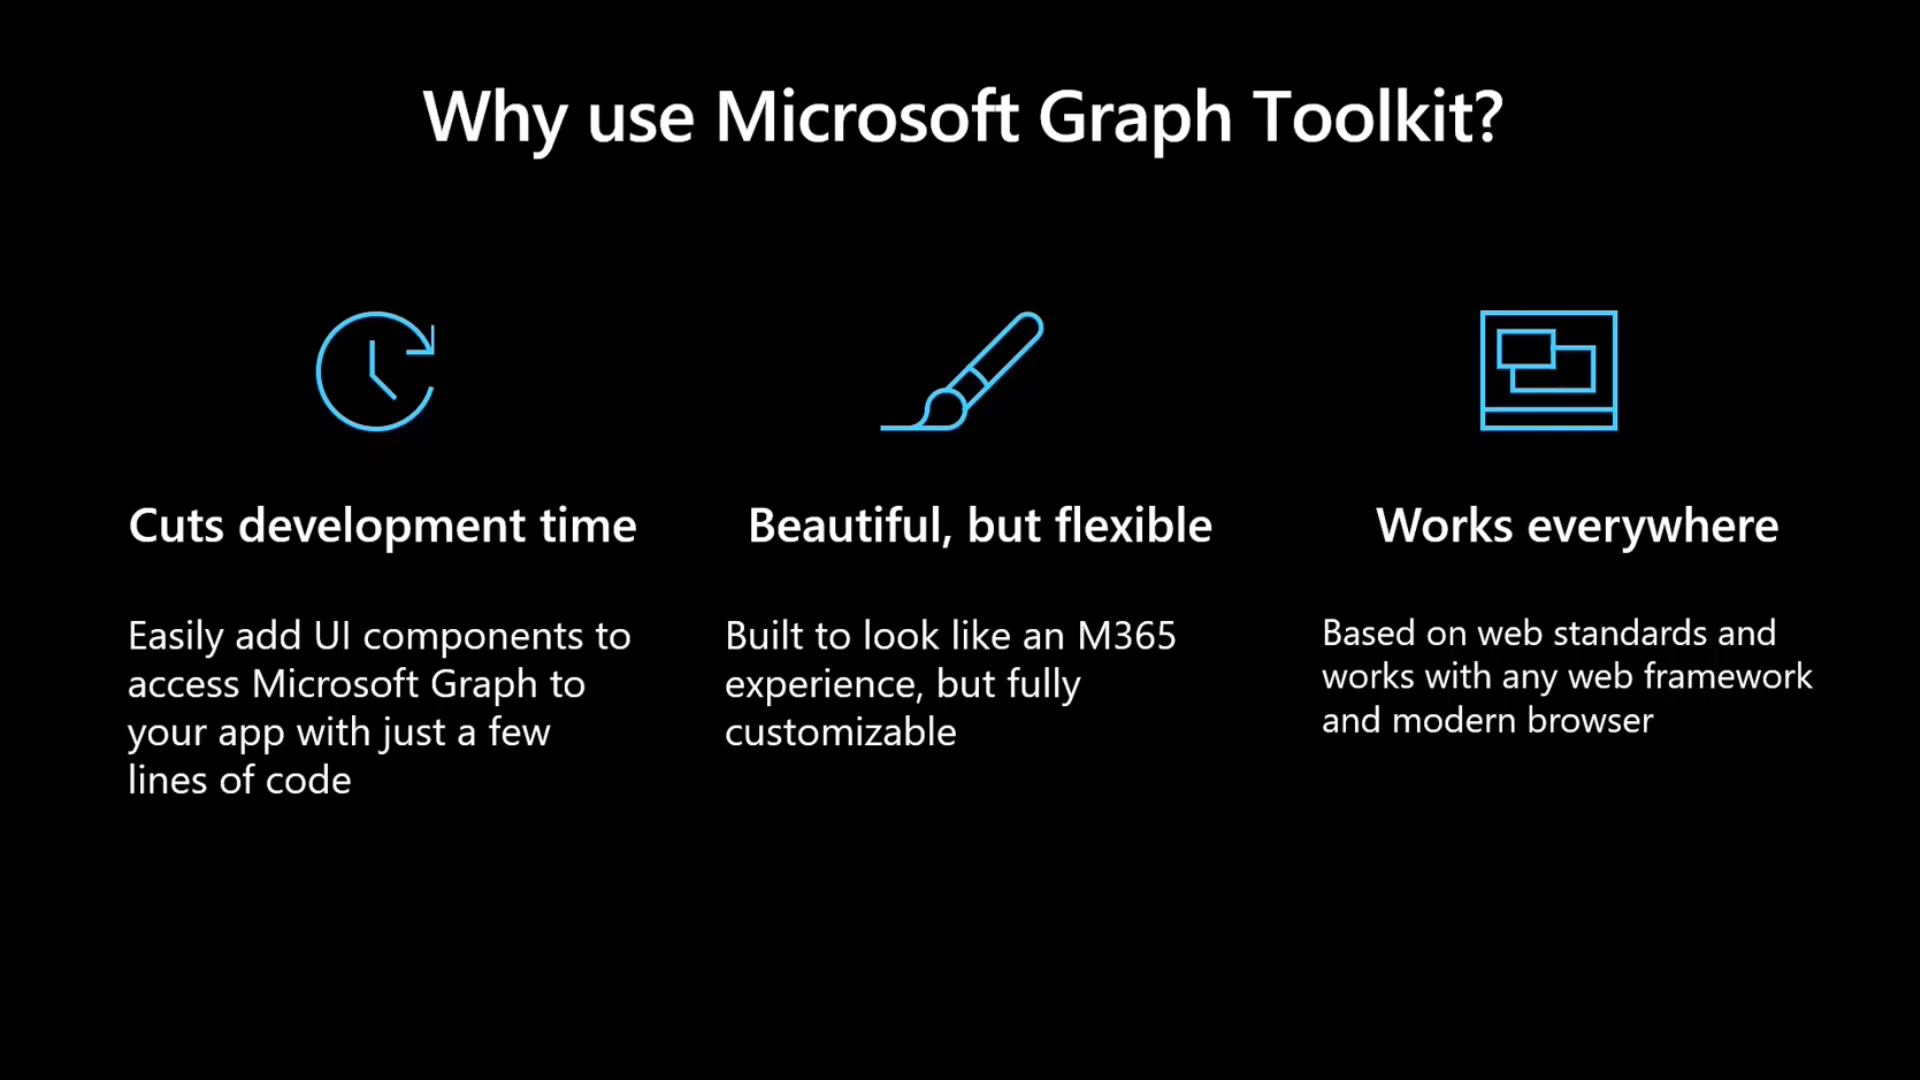 Why use Microsoft Graph Toolkit?
Cuts development time
Easily add UI components to
access Microsoft Graph to
your app with just a few
lines of code
Beautiful, but flexible
Built to look like an M365
experience, but fully
customizable
Works everywhere
Based on web standards and
works with any web framework
and modern browser